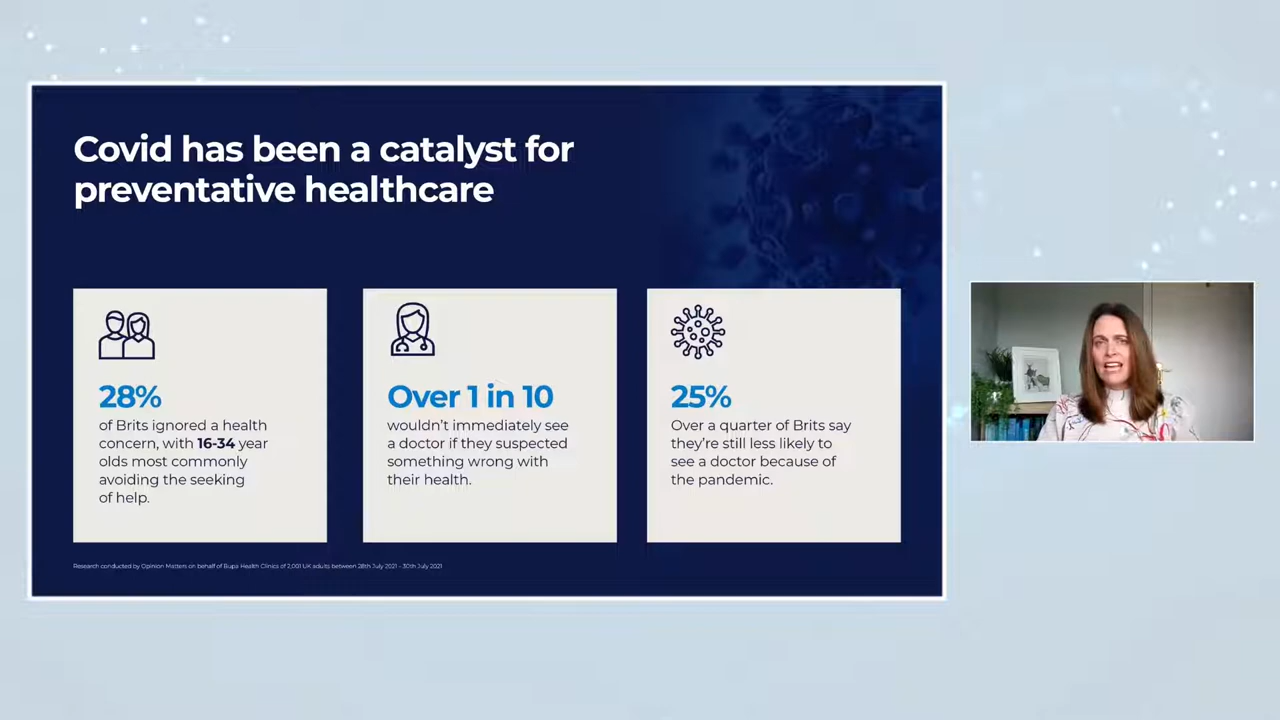 Covid has been a catalyst for
preventative healthcare
28%
of Brits ignored a health
concern, with 16-34 year
olds most commonly
avoiding the seeking
of help.
Over 1 in 10
wouldn't immediately see
a doctor if they suspected
something wrong with
their health.
25%
Over a quarter of Brits say
they're still less likely to
see a doctor because of
the pandemic.
Research conducted by Opinion Matters on behalf of Bupa Health Clinics of 2,001 UK adults between 28th July 2021 - 30th July 2021